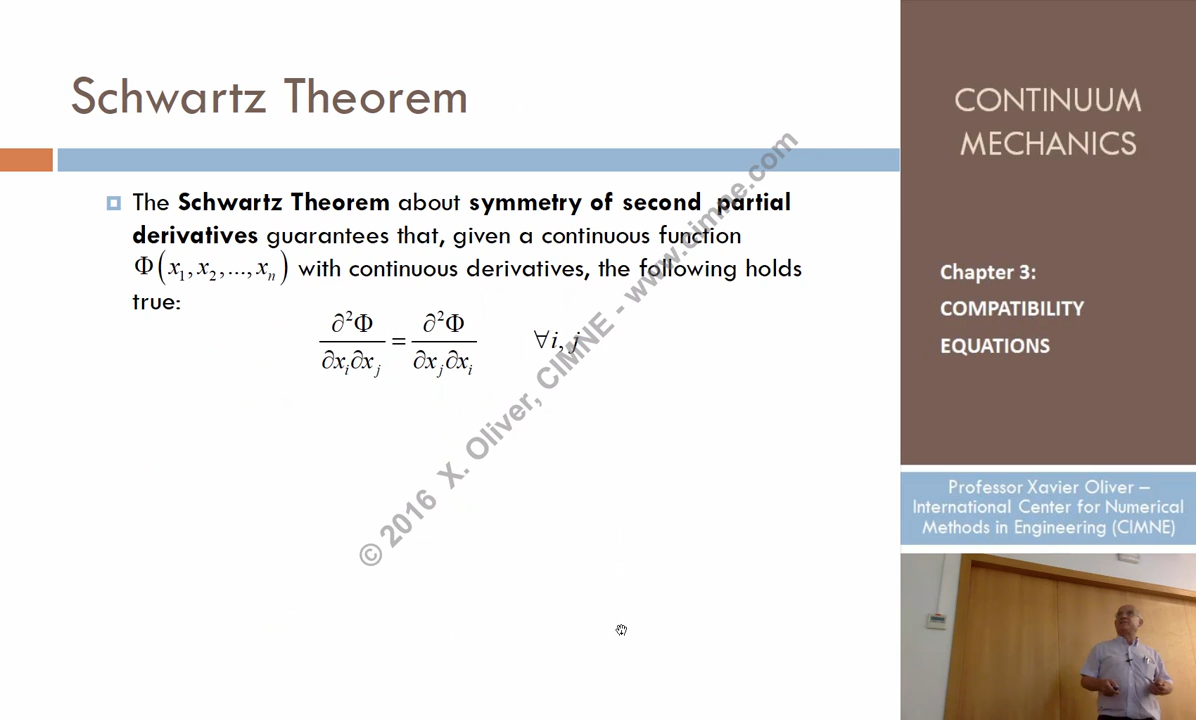 Schwartz Theorem
The Schwartz Theorem about symmetry of second partial
derivatives guarantees that, given a continuous function
Φ(x₁, x₂, ..., xₙ) with continuous derivatives, the following holds
true:
∂²Φ/∂xᵢ∂xⱼ = ∂²Φ/∂xⱼ∂xᵢ ∀i, j
© 2016 X. Oliver, CIMNE - www.cimne.com
CONTINUUM
MECHANICS
Chapter 3:
COMPATIBILITY
EQUATIONS
Professor Xavier Oliver –
International Center for Numerical
Methods in Engineering (CIMNE)